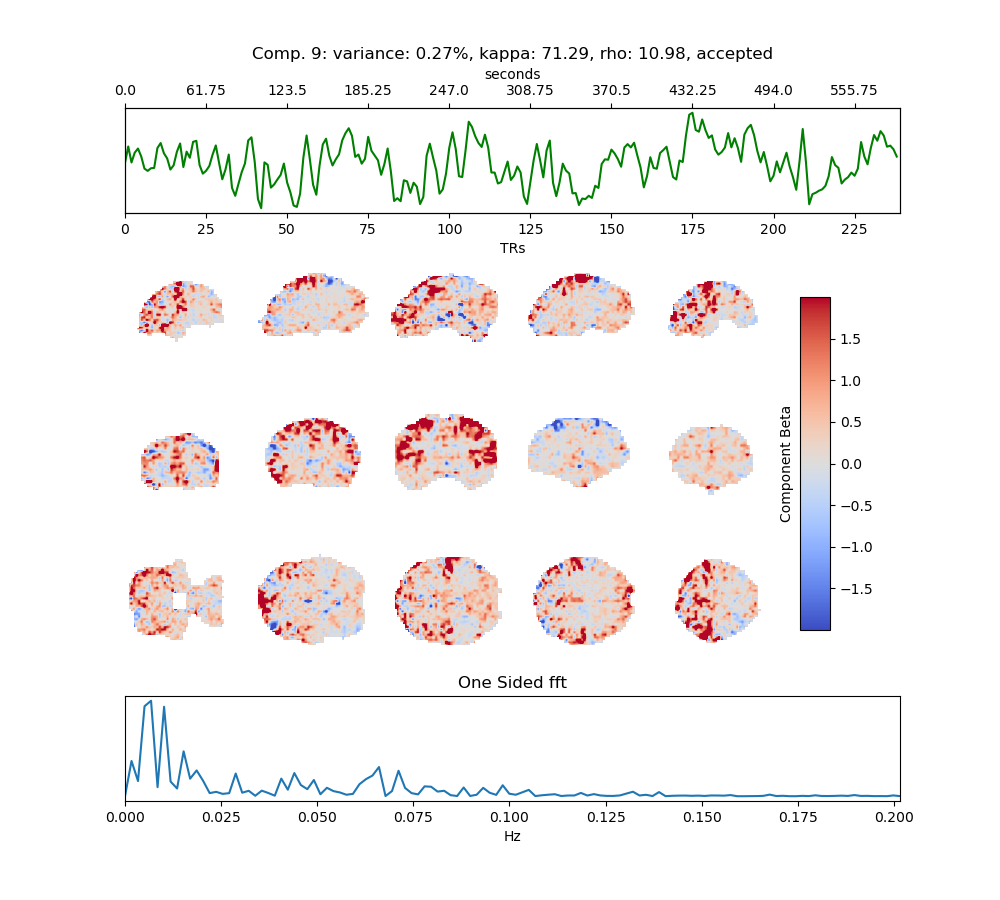 Comp. 9: variance: 0.27%, kappa: 71.29, rho: 10.98, accepted
seconds
0.0 61.75 123.5 185.25 247.0 308.75 370.5 432.25 494.0 555.75
0 25 50 75 100 125 150 175 200 225
TRs
1.5
1.0
0.5
0.0
−0.5
−1.0
−1.5
Component Beta
One Sided fft
0.000 0.025 0.050 0.075 0.100 0.125 0.150 0.175 0.200
Hz